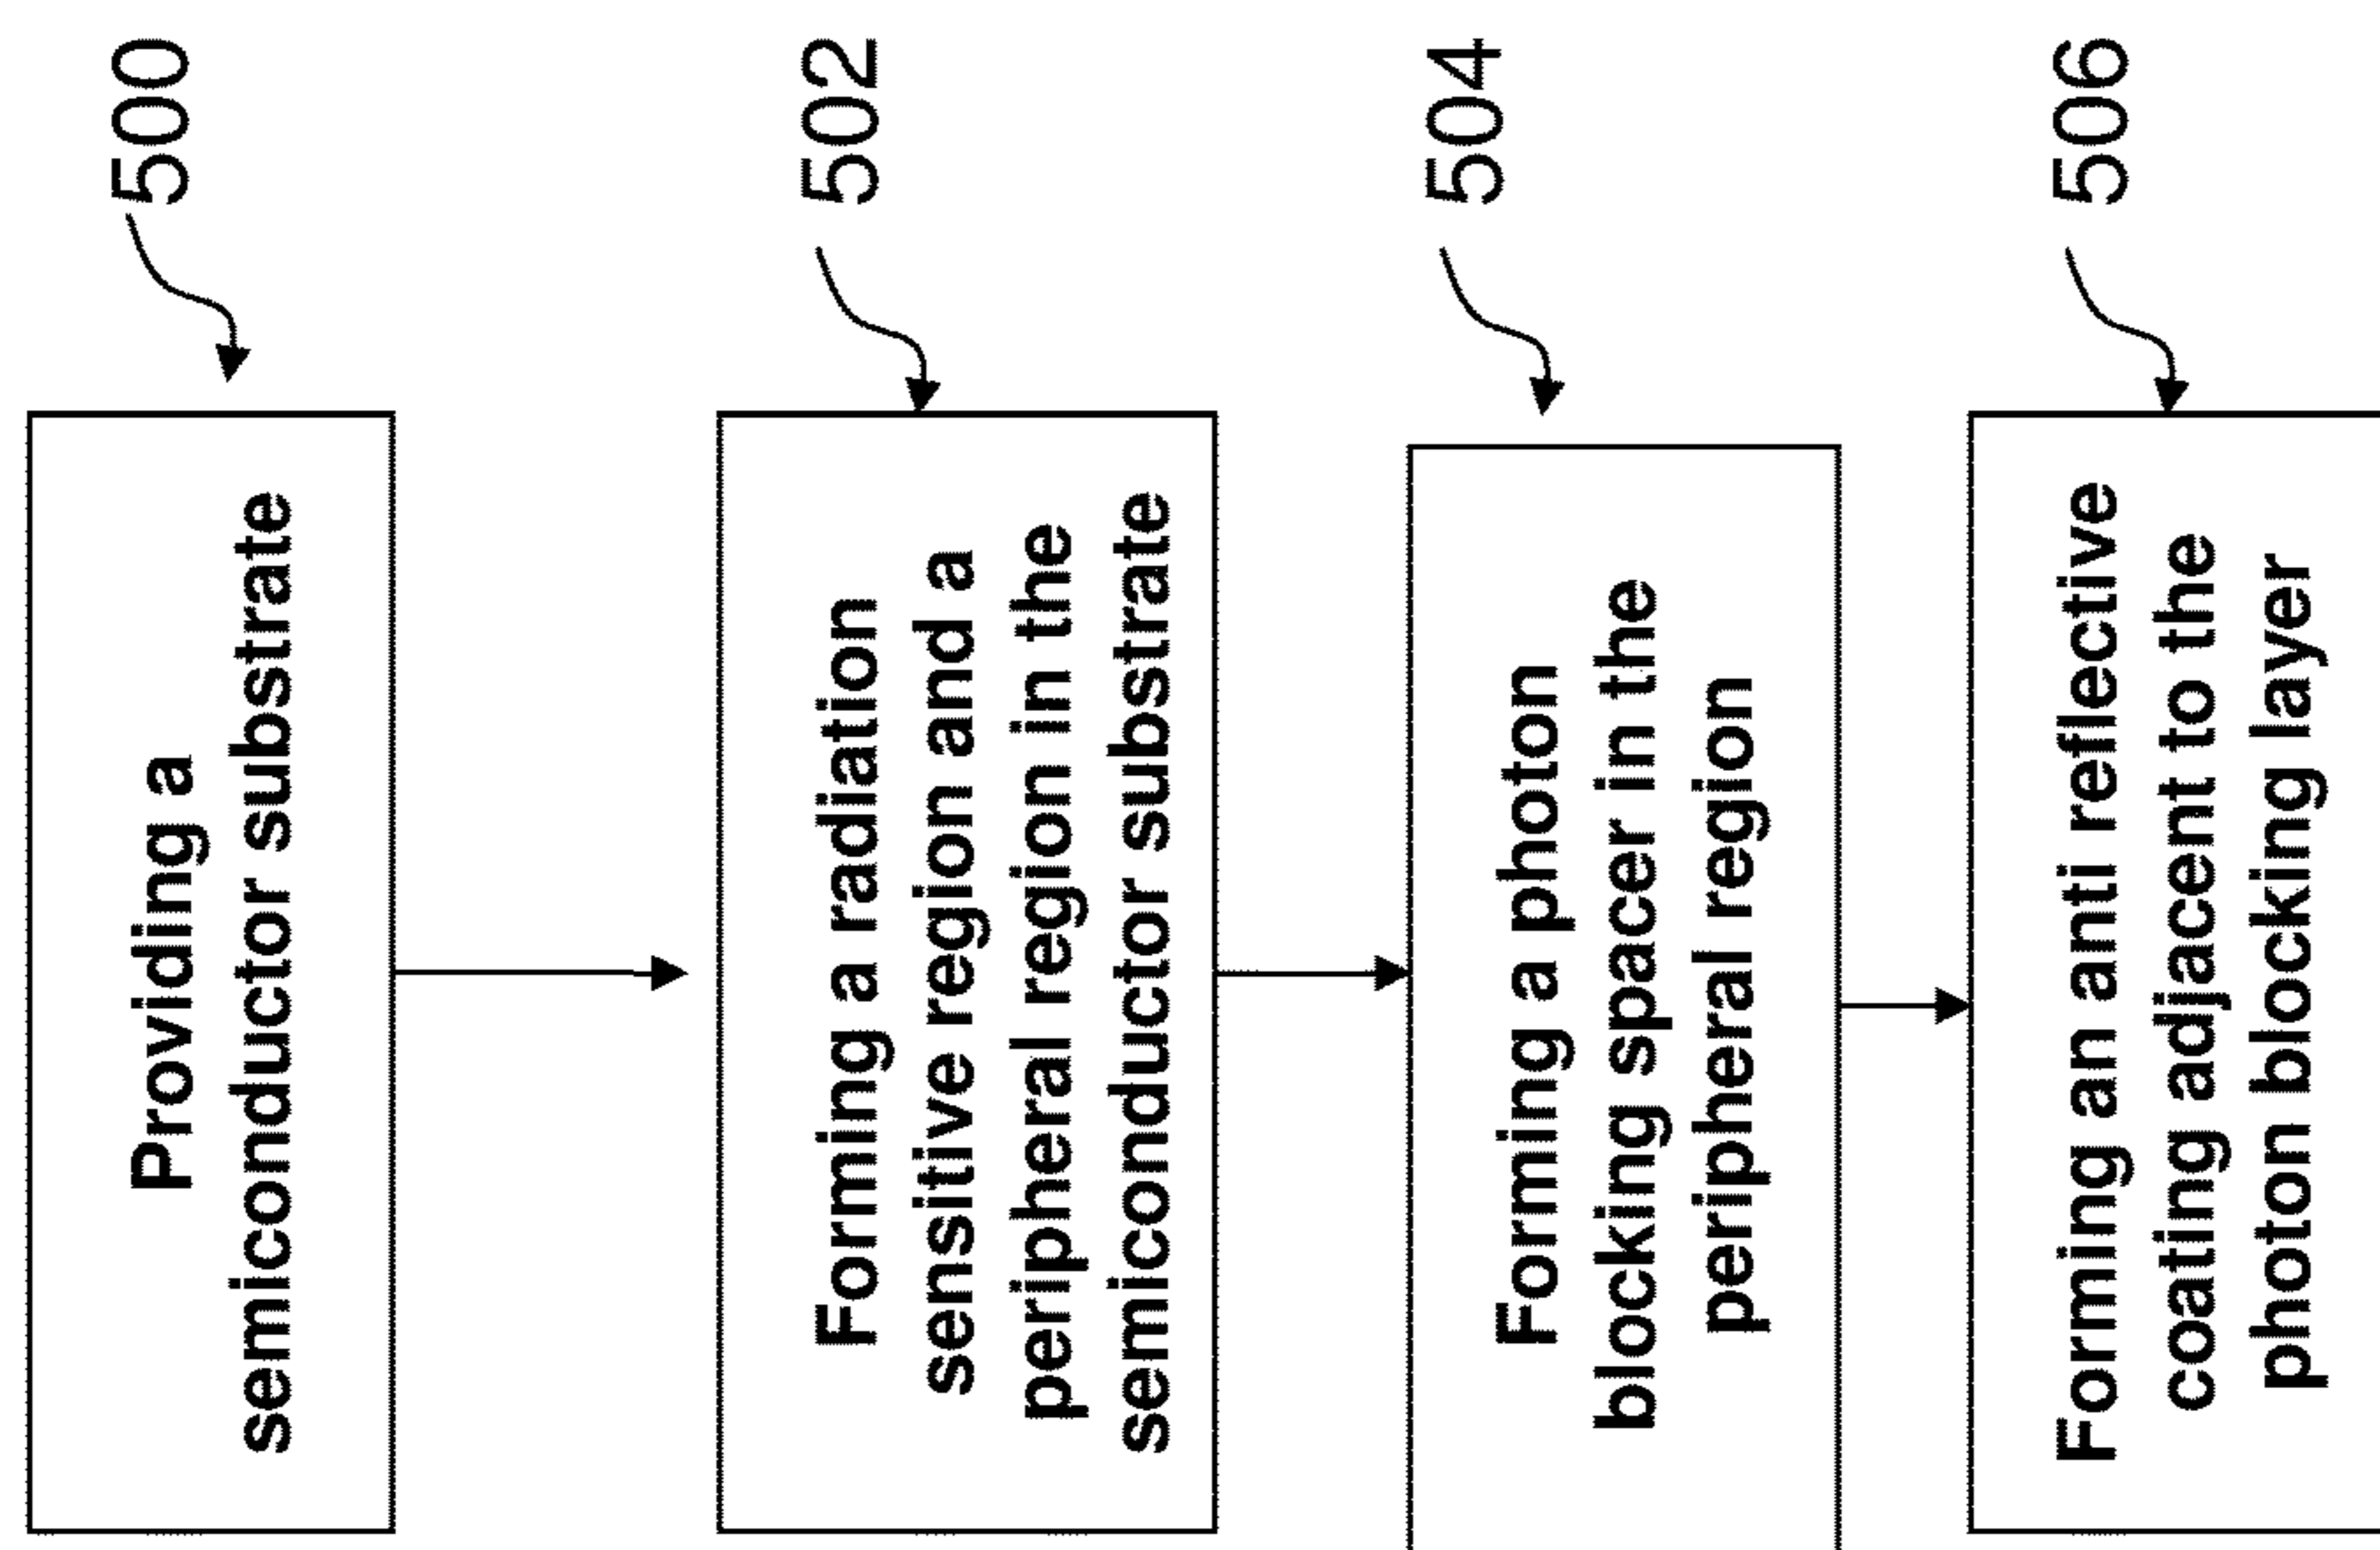 Providing a
semiconductor substrate
500
Forming a radiation
sensitive region and a
peripheral region in the
semiconductor substrate
502
Forming a photon
blocking spacer in the
peripheral region
504
Forming an anti reflective
coating adjacent to the
photon blocking layer
506